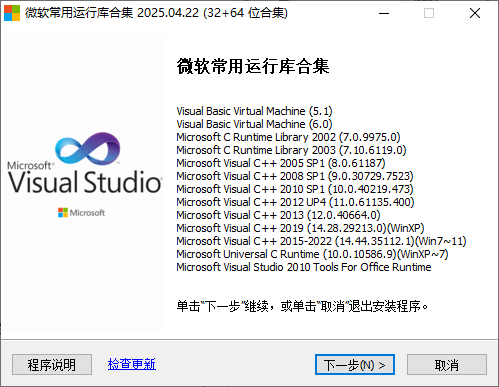 微软常用运行库合集 2025.04.22 (32+64 位合集)
微软常用运行库合集
Visual Basic Virtual Machine (5.1)
Visual Basic Virtual Machine (6.0)
Microsoft C Runtime Library 2002 (7.0.9975.0)
Microsoft C Runtime Library 2003 (7.10.6119.0)
Microsoft Visual C++ 2005 SP1 (8.0.61187)
Microsoft Visual C++ 2008 SP1 (9.0.30729.7523)
Microsoft Visual C++ 2010 SP1 (10.0.40219.473)
Microsoft Visual C++ 2012 UP4 (11.0.61135.400)
Microsoft Visual C++ 2013 (12.0.40664.0)
Microsoft Visual C++ 2019 (14.28.29213.0)(WinXP)
Microsoft Visual C++ 2015-2022 (14.44.35112.1)(Win7~11)
Microsoft Universal C Runtime (10.0.10586.9)(WinXP~7)
Microsoft Visual Studio 2010 Tools For Office Runtime
Microsoft®
Visual Studio®
Microsoft
单击“下一步”继续，或单击“取消”退出安装程序。
程序说明
检查更新
下一步(N) >
取消